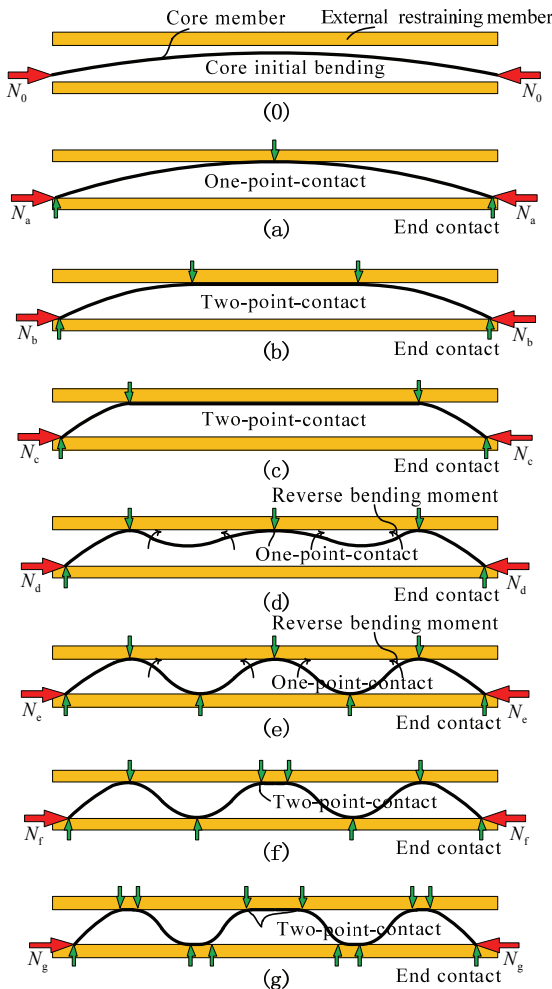 Core member
External restraining member
Core initial bending
N0 N0
(0)
One-point-contact
Na Na
End contact
(a)
Two-point-contact
Nb Nb
End contact
(b)
Two-point-contact
Nc Nc
End contact
(c)
Reverse bending moment
One-point-contact
Nd Nd
End contact
(d)
Reverse bending moment
One-point-contact
Ne Ne
End contact
(e)
Two-point-contact
Nf Nf
End contact
(f)
Two-point-contact
Ng Ng
End contact
(g)